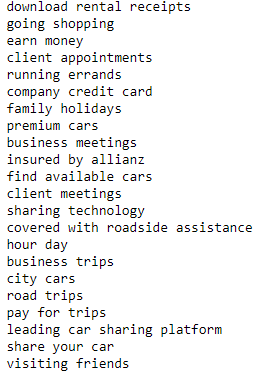 download rental receipts
going shopping
earn money
client appointments
running errands
company credit card
family holidays
premium cars
business meetings
insured by allianz
find available cars
client meetings
sharing technology
covered with roadside assistance
hour day
business trips
city cars
road trips
pay for trips
leading car sharing platform
share your car
visiting friends